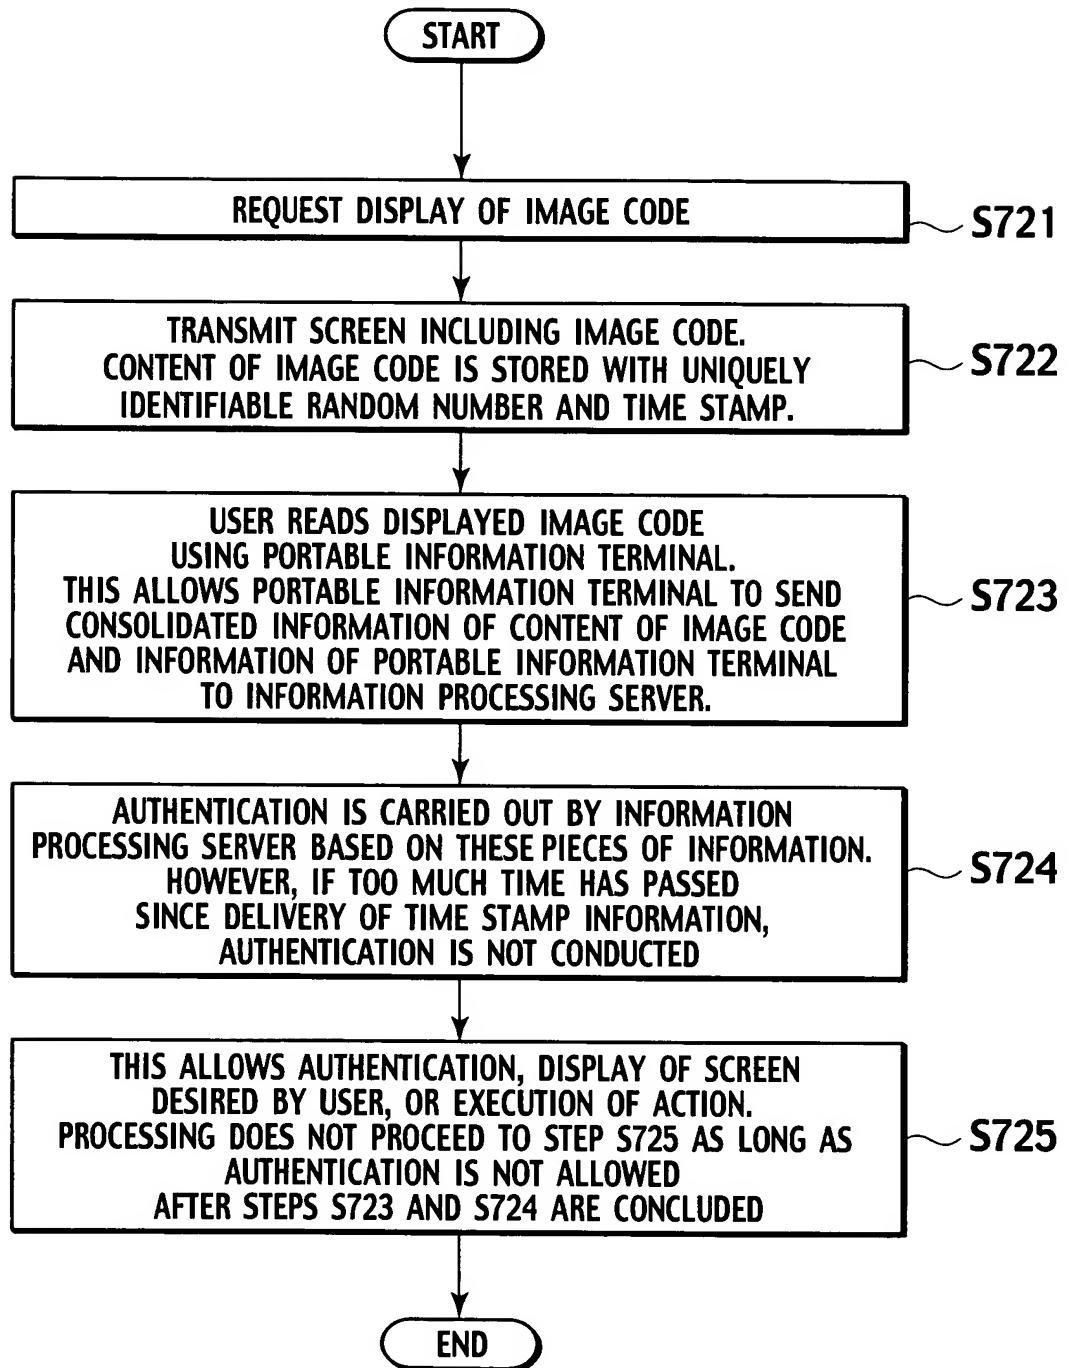 START
REQUEST DISPLAY OF IMAGE CODE
S721
TRANSMIT SCREEN INCLUDING IMAGE CODE.
CONTENT OF IMAGE CODE IS STORED WITH UNIQUELY
IDENTIFIABLE RANDOM NUMBER AND TIME STAMP.
S722
USER READS DISPLAYED IMAGE CODE
USING PORTABLE INFORMATION TERMINAL.
THIS ALLOWS PORTABLE INFORMATION TERMINAL TO SEND
CONSOLIDATED INFORMATION OF CONTENT OF IMAGE CODE
AND INFORMATION OF PORTABLE INFORMATION TERMINAL
TO INFORMATION PROCESSING SERVER.
S723
AUTHENTICATION IS CARRIED OUT BY INFORMATION
PROCESSING SERVER BASED ON THESE PIECES OF INFORMATION.
HOWEVER, IF TOO MUCH TIME HAS PASSED
SINCE DELIVERY OF TIME STAMP INFORMATION,
AUTHENTICATION IS NOT CONDUCTED
S724
THIS ALLOWS AUTHENTICATION, DISPLAY OF SCREEN
DESIRED BY USER, OR EXECUTION OF ACTION.
PROCESSING DOES NOT PROCEED TO STEP S725 AS LONG AS
AUTHENTICATION IS NOT ALLOWED
AFTER STEPS S723 AND S724 ARE CONCLUDED
S725
END